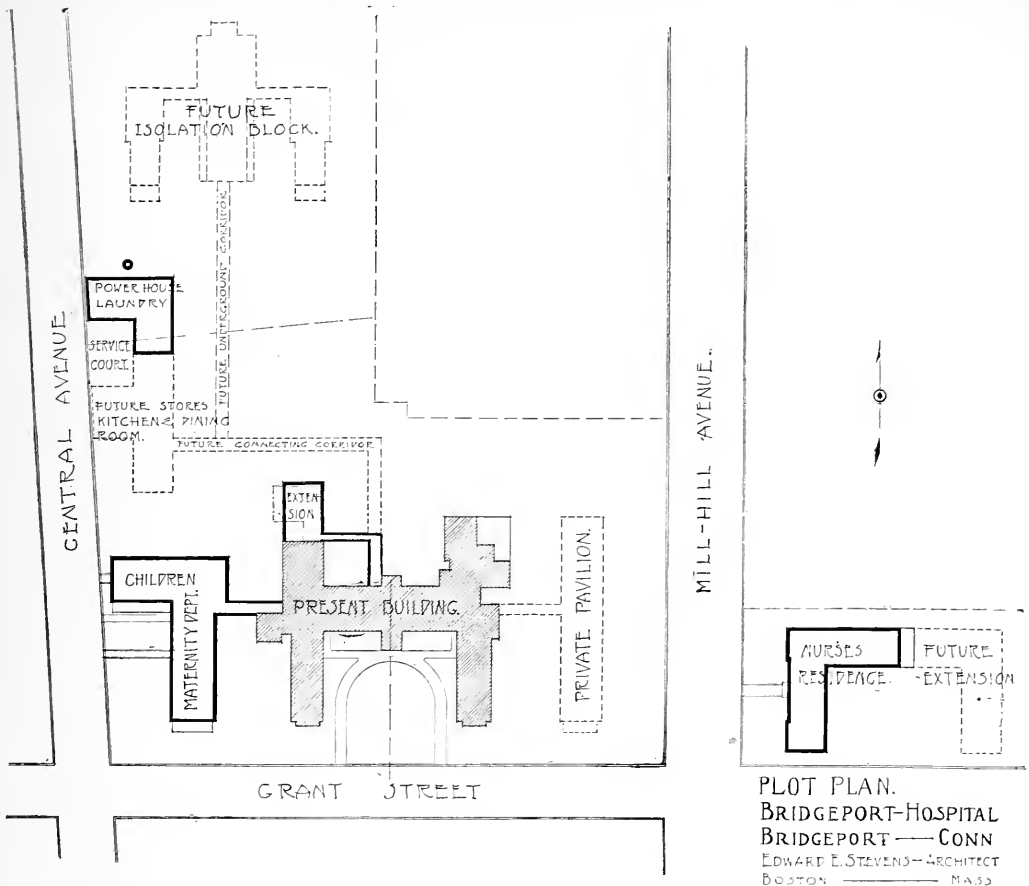 FUTURE
ISOLATION BLOCK.
FUTURE UNDERGROUND CORRIDOR
POWER HOUSE
LAUNDRY
SERVICE
COURT.
CENTRAL AVENUE
FUTURE STORES
KITCHEN & DINING
ROOM.
FUTURE CONNECTING CORRIDOR
MILL-HILL AVENUE.
EXTEN-
SION
CHILDREN
MATERNITY DEPT.
PRESENT BUILDING.
PRIVATE PAVILION.
NURSES
RESIDENCE.
FUTURE
-EXTENSION
GRANT STREET
PLOT PLAN.
BRIDGEPORT-HOSPITAL
BRIDGEPORT — CONN
EDWARD F. STEVENS-ARCHITECT
BOSTON — MASS